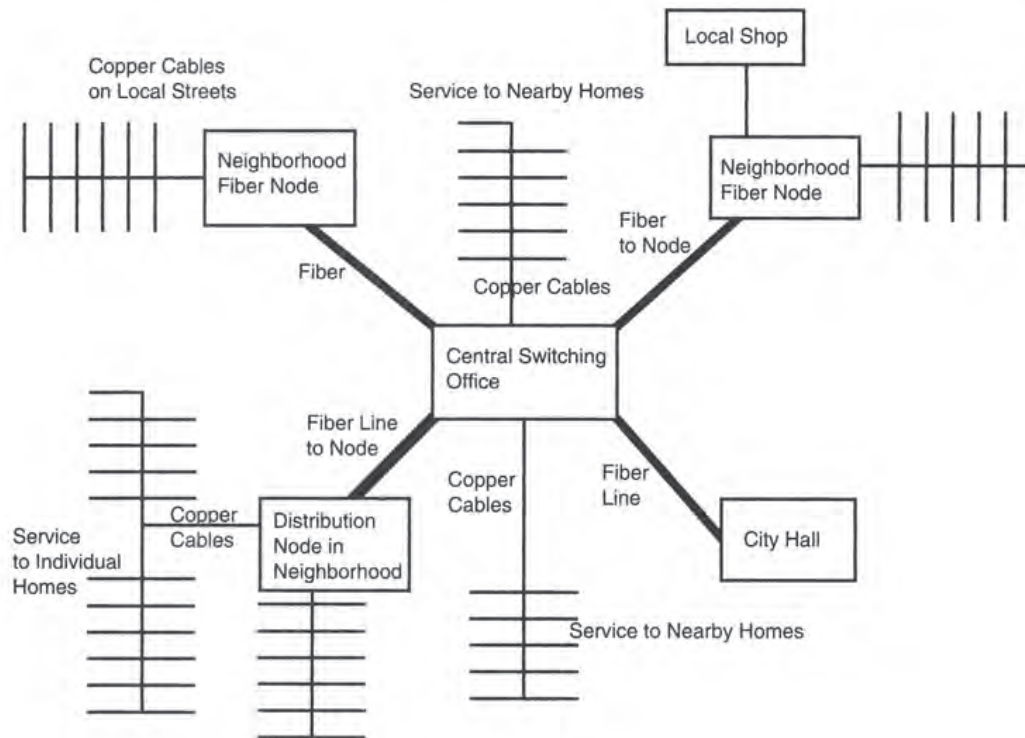 Local Shop
Copper Cables
on Local Streets
Service to Nearby Homes
Neighborhood
Fiber Node
Neighborhood
Fiber Node
Fiber
to Node
Fiber
Copper Cables
Central Switching
Office
Fiber Line
to Node
Copper
Cables
Fiber
Line
Copper
Cables
Distribution
Node in
Neighborhood
City Hall
Service
to Individual
Homes
Service to Nearby Homes